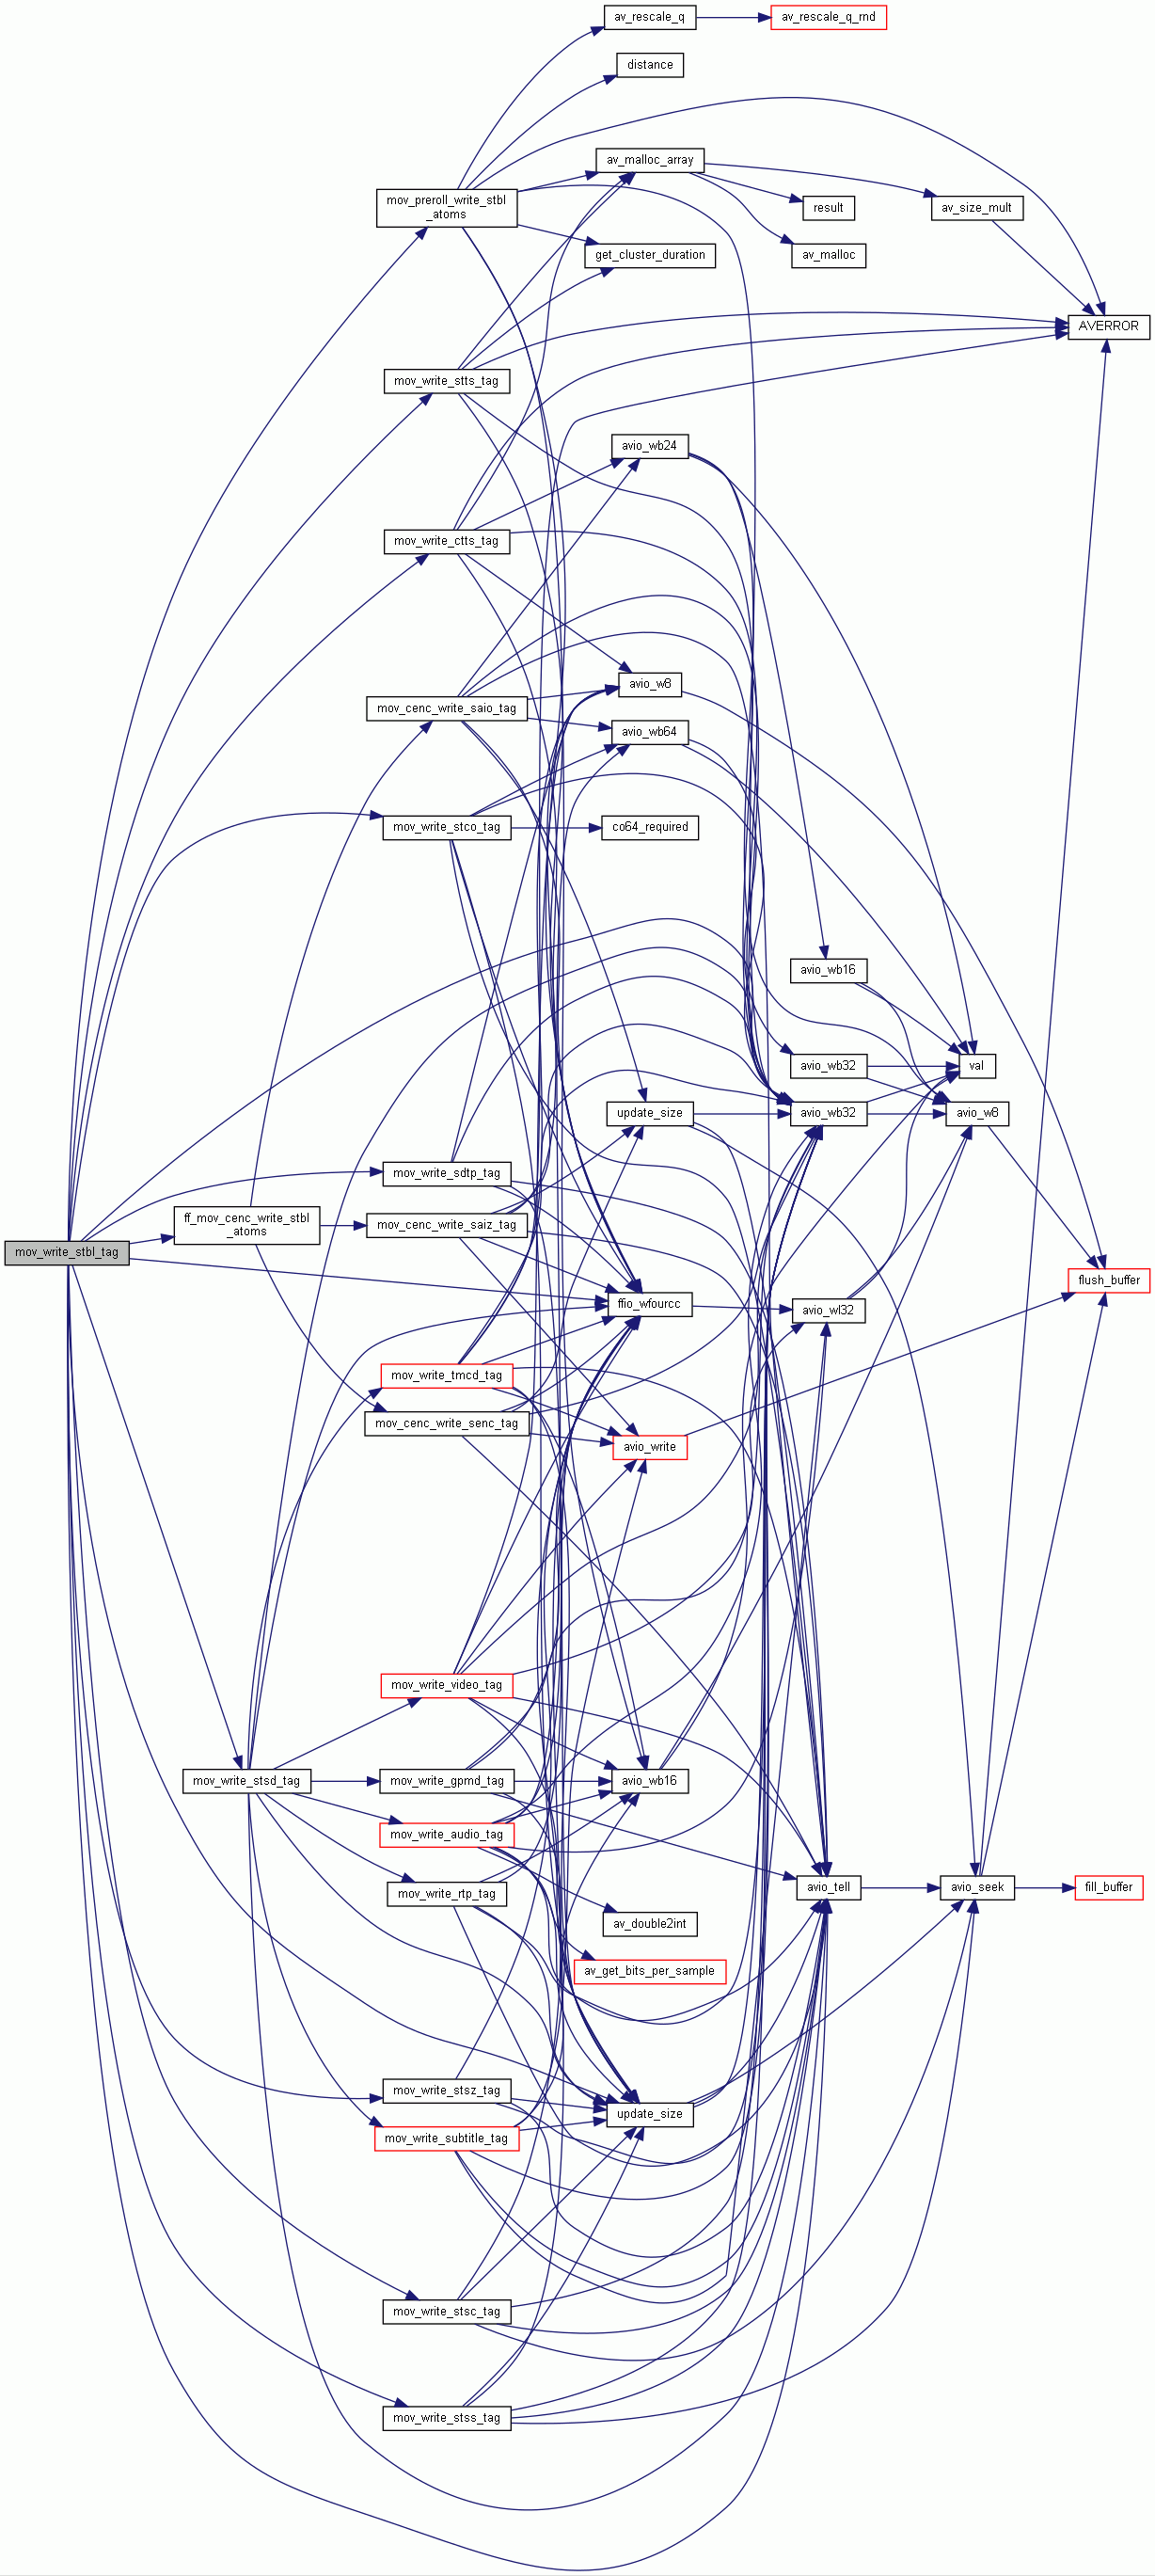 av_rescale_q
av_rescale_q_rnd
distance
av_malloc_array
mov_preroll_write_stbl
_atoms
result
av_size_mult
get_cluster_duration
av_malloc
AVERROR
mov_write_stts_tag
avio_wb24
mov_write_ctts_tag
avio_w8
mov_cenc_write_saio_tag
avio_wb64
mov_write_stco_tag
co64_required
avio_wb16
avio_wb32
val
update_size
avio_wb32
avio_w8
mov_write_sdtp_tag
ff_mov_cenc_write_stbl
_atoms
mov_cenc_write_saiz_tag
mov_write_stbl_tag
flush_buffer
ffio_wfourcc
avio_wl32
mov_write_tmcd_tag
mov_cenc_write_senc_tag
avio_write
mov_write_video_tag
mov_write_stsd_tag
mov_write_gpmd_tag
avio_wb16
mov_write_audio_tag
mov_write_rtp_tag
avio_tell
avio_seek
fill_buffer
av_double2int
av_get_bits_per_sample
mov_write_stsz_tag
update_size
mov_write_subtitle_tag
mov_write_stsc_tag
mov_write_stss_tag